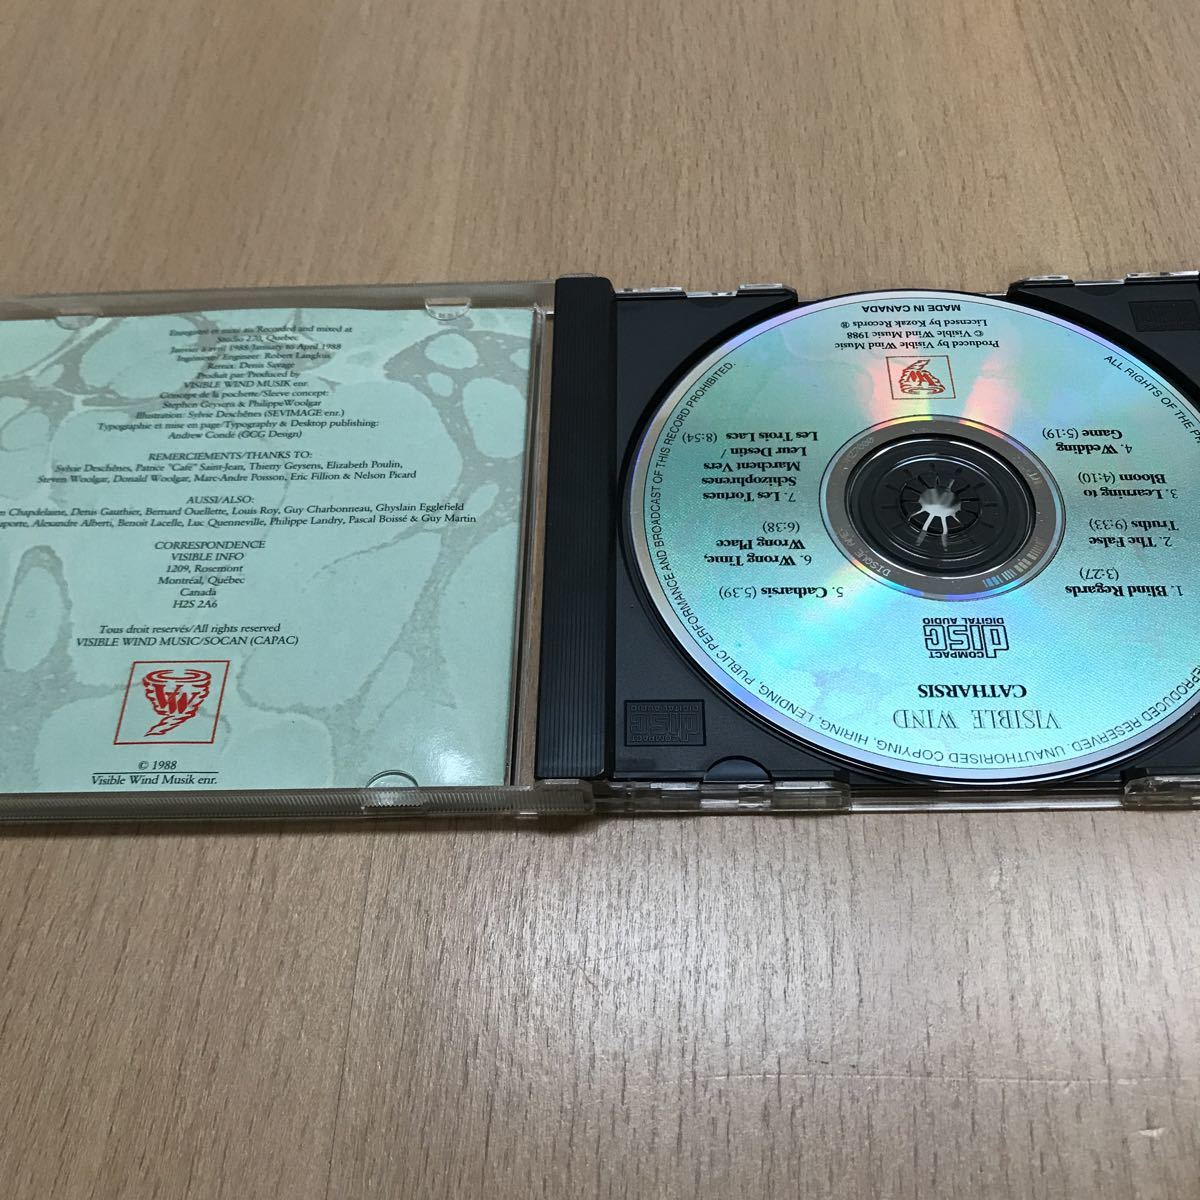 Enregistré et mixé au/Recorded and mixed at
Studio 270, Quebec
Janvier à avril 1988/January to April 1988
Ingénieur/ Engineer: Robert Langlois
Remix: Denis Savage
Produit par/Produced by
VISIBLE WIND MUSIK enr.
Concept de la pochette/Sleeve concept:
Stephen Geysens & PhilippeWoolgar
Illustration: Sylvie Deschênes (SEVIMAGE enr.)
Typographie et mise en page/Typography & Desktop publishing:
Andrew Condé (GCG Design)
REMERCIEMENTS/THANKS TO:
Sylvie Deschênes, Patrice "Café" Saint-Jean, Thierry Geysens, Elizabeth Poulin,
Steven Woolgar, Donald Woolgar, Marc-Andre Poisson, Eric Fillion & Nelson Picard
AUSSI/ALSO:
Chapdelaine, Denis Gauthier, Bernard Ouellette, Louis Roy, Guy Charbonneau, Ghyslain Egglefield
Alexandre Alberti, Benoit Lacelle, Luc Quenneville, Philippe Landry, Pascal Boissé & Guy Martin
CORRESPONDENCE
VISIBLE INFO
1209, Rosemont
Montréal, Québec
Canada
H2S 2A6
Tous droit reservés/All rights reserved
VISIBLE WIND MUSIC/SOCAN (CAPAC)
VW
© 1988
Visible Wind Musik enr.
VISIBLE WIND
CATHARSIS
COMPACT
disc
DIGITAL AUDIO
1. Blind Regards
(3:27)
2. The False
Truths (9:33)
3. Learning to
Bloom (4:10)
4. Wedding
Game (5:19)
5. Catharsis (5.39)
6. Wrong Time,
Wrong Place
(6:38)
7. Les Tortues
Schizophrenes
Marchent Vers
Leur Destin /
Les Trois Lacs
(8:54)
VW
Produced by Visible Wind Music
© Visible Wind Music 1988
Licensed by Kozak Records ®
MADE IN CANADA
ALL RIGHTS OF THE
REPRODUCED RESERVED. UNAUTHORISED COPYING, HIRING, LENDING, PUBLIC PERFORMANCE AND BROADCAST OF THIS RECORD PROHIBITED.
COMPACT
disc
DIGITAL AUDIO